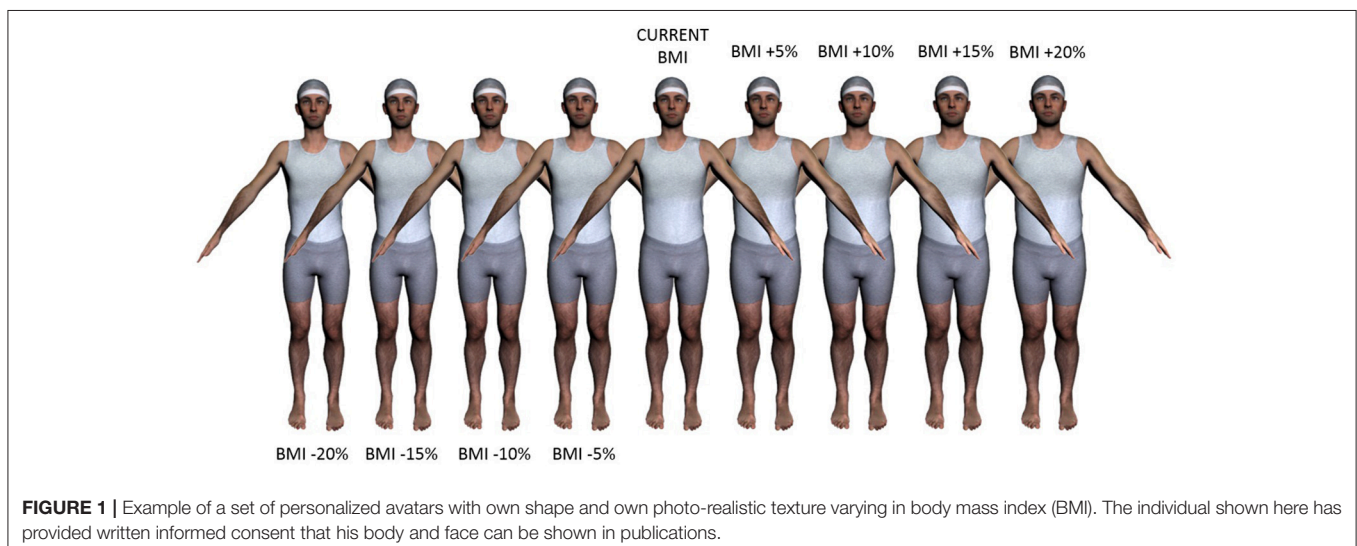 CURRENT
BMI
BMI +5%
BMI +10%
BMI +15%
BMI +20%
BMI -20%
BMI -15%
BMI -10%
BMI -5%
FIGURE 1 | Example of a set of personalized avatars with own shape and own photo-realistic texture varying in body mass index (BMI). The individual shown here has
provided written informed consent that his body and face can be shown in publications.